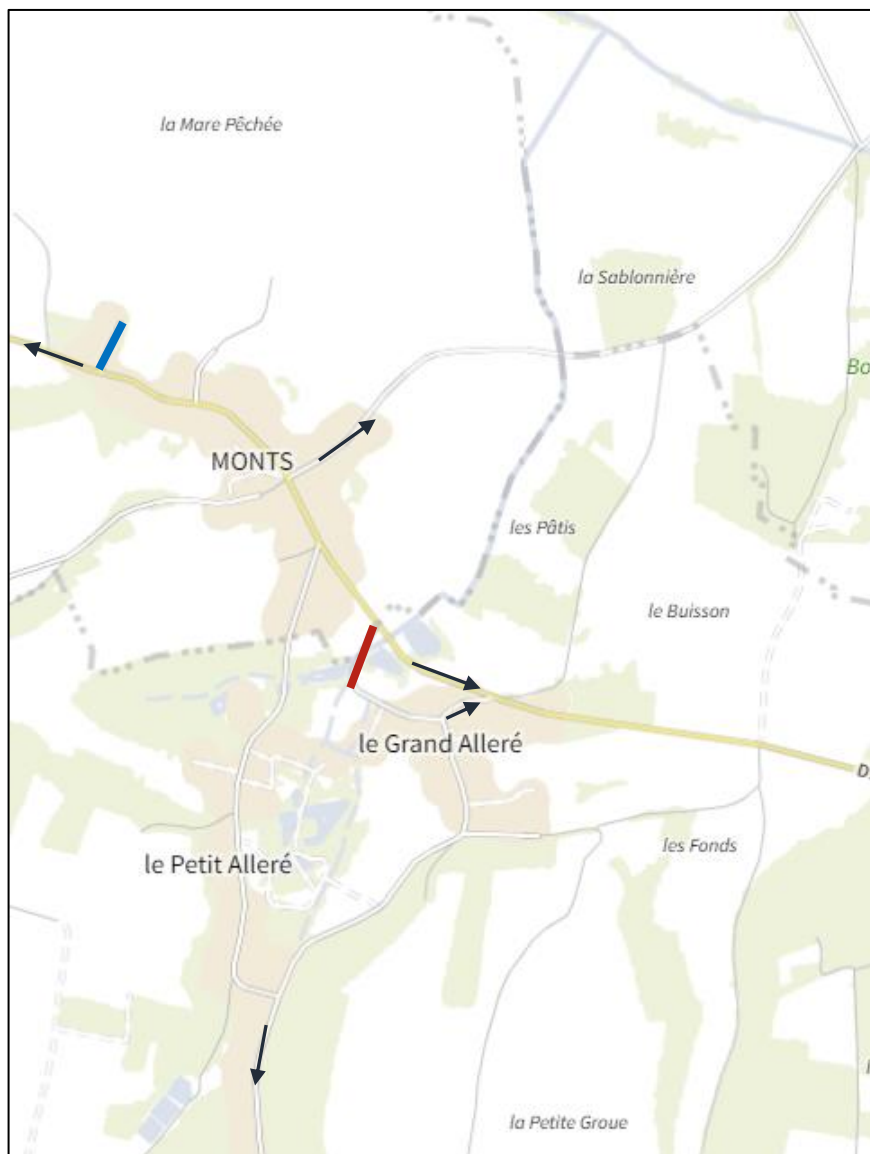 la Mare Pêchée
la Sablonnière
Bo
MONTS
les Pâtis
le Buisson
le Grand Alleré
D
les Fonds
le Petit Alleré
la Petite Groue